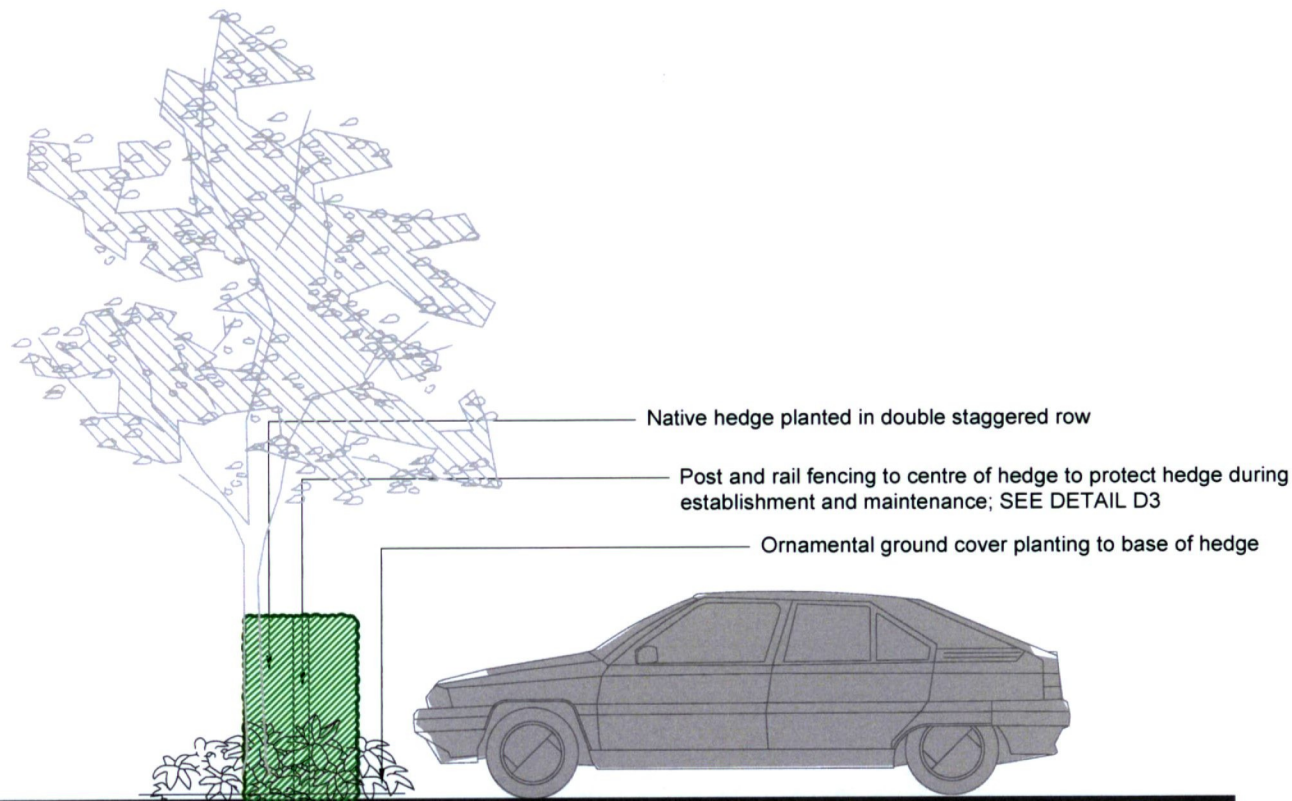 Native hedge planted in double staggered row
Post and rail fencing to centre of hedge to protect hedge during
establishment and maintenance; SEE DETAIL D3
Ornamental ground cover planting to base of hedge